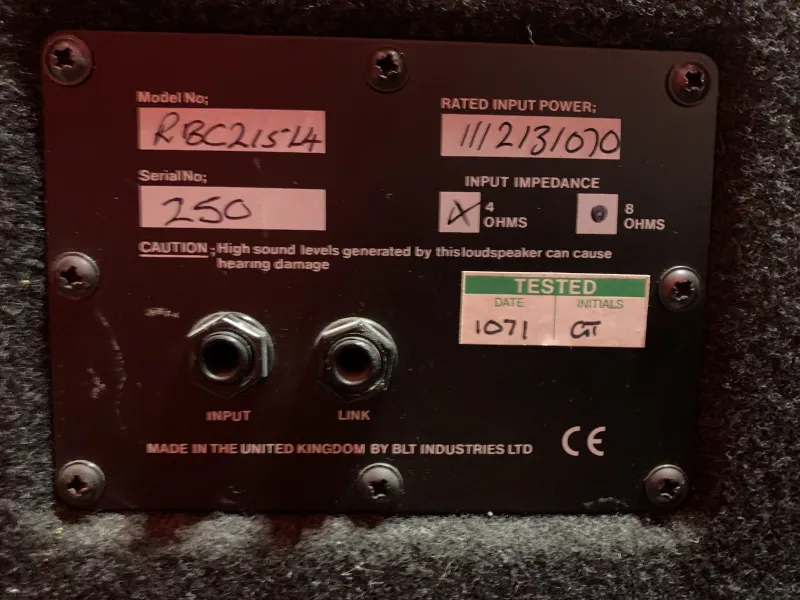 Model No;
RBC215L4
RATED INPUT POWER;
1112131070
Serial No;
250
INPUT IMPEDANCE
4 OHMS
8 OHMS
CAUTION ; High sound levels generated by this loudspeaker can cause
hearing damage
TESTED
DATE
INITIALS
1071
GT
INPUT
LINK
MADE IN THE UNITED KINGDOM BY BLT INDUSTRIES LTD
CE